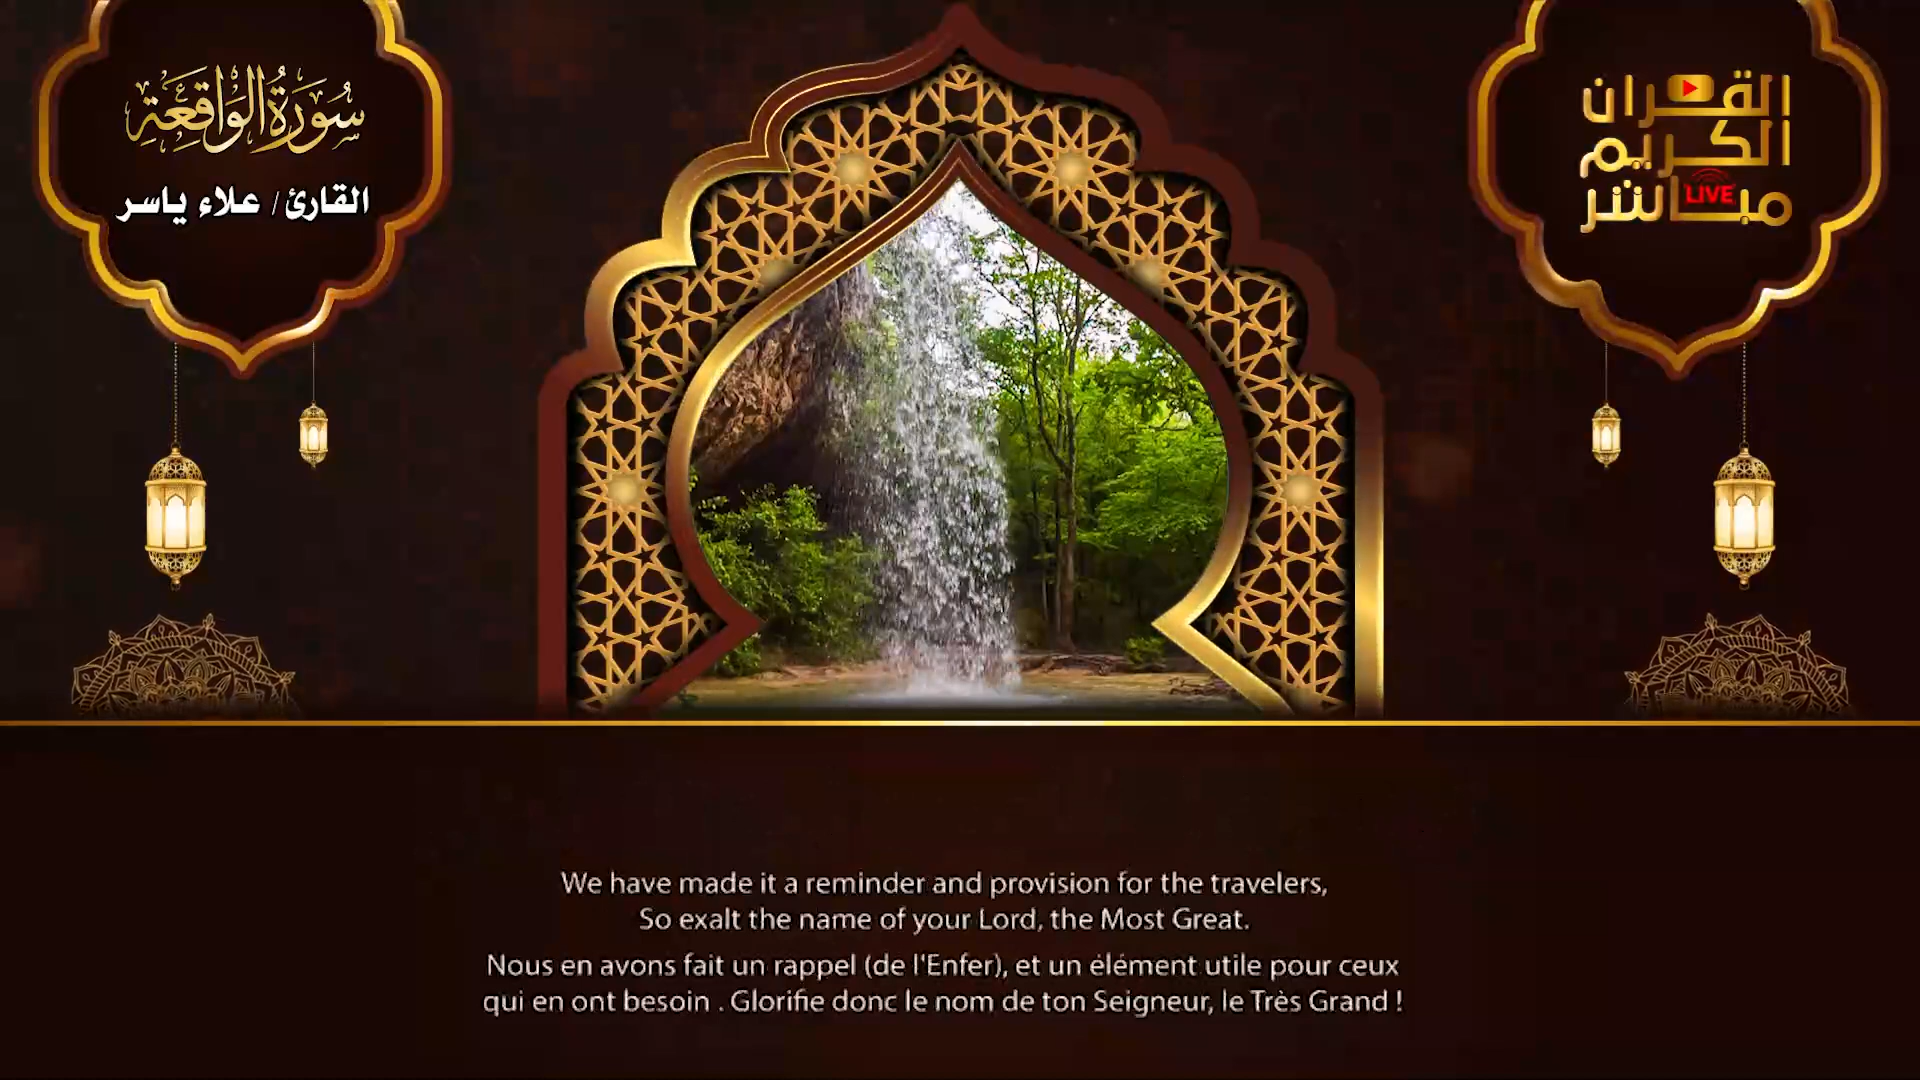 سُورَةُ الوَاقِعَةِ
القارئ / علاء ياسر
القرآن
الكريم
مباشر
LIVE
We have made it a reminder and provision for the travelers,
So exalt the name of your Lord, the Most Great.
Nous en avons fait un rappel (de l'Enfer), et un élément utile pour ceux
qui en ont besoin . Glorifie donc le nom de ton Seigneur, le Très Grand !